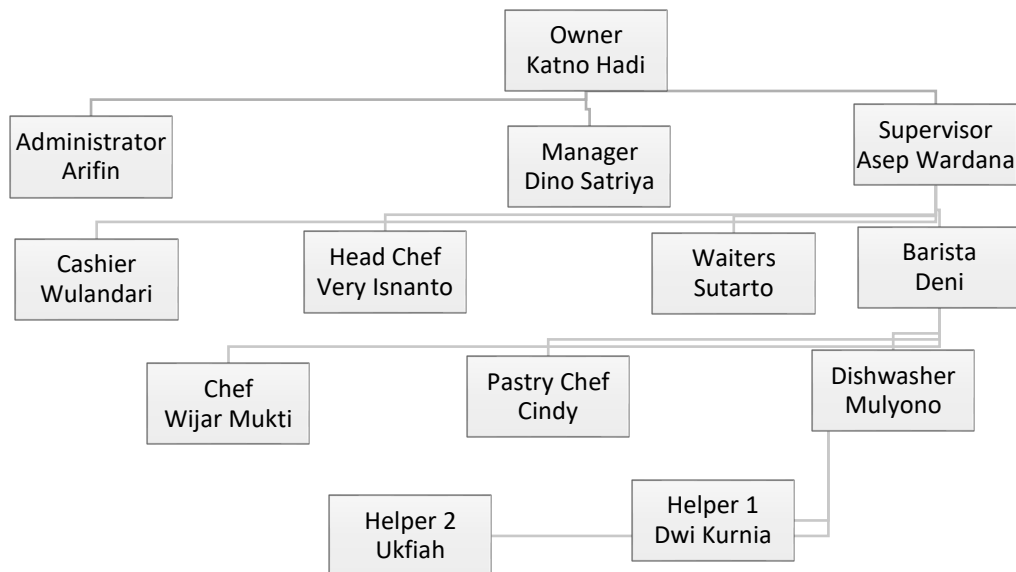 Owner
Katno Hadi
Administrator
Arifin
Manager
Dino Satriya
Supervisor
Asep Wardana
Cashier
Wulandari
Head Chef
Very Isnanto
Waiters
Sutarto
Barista
Deni
Chef
Wijar Mukti
Pastry Chef
Cindy
Dishwasher
Mulyono
Helper 2
Ukfiah
Helper 1
Dwi Kurnia